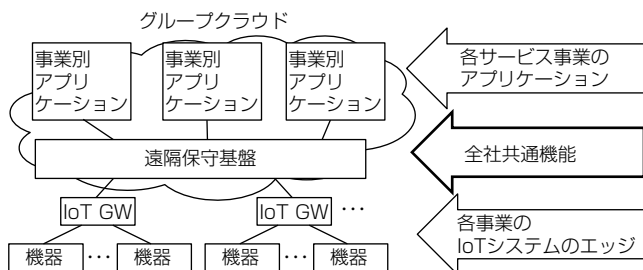 グループクラウド
事業別
アプリ
ケーション
事業別
アプリ
ケーション
事業別
アプリ
ケーション
各サービス事業の
アプリケーション
遠隔保守基盤
全社共通機能
IoT GW
IoT GW
…
各事業の
IoTシステムのエッジ
機器
…
機器
機器
…
機器